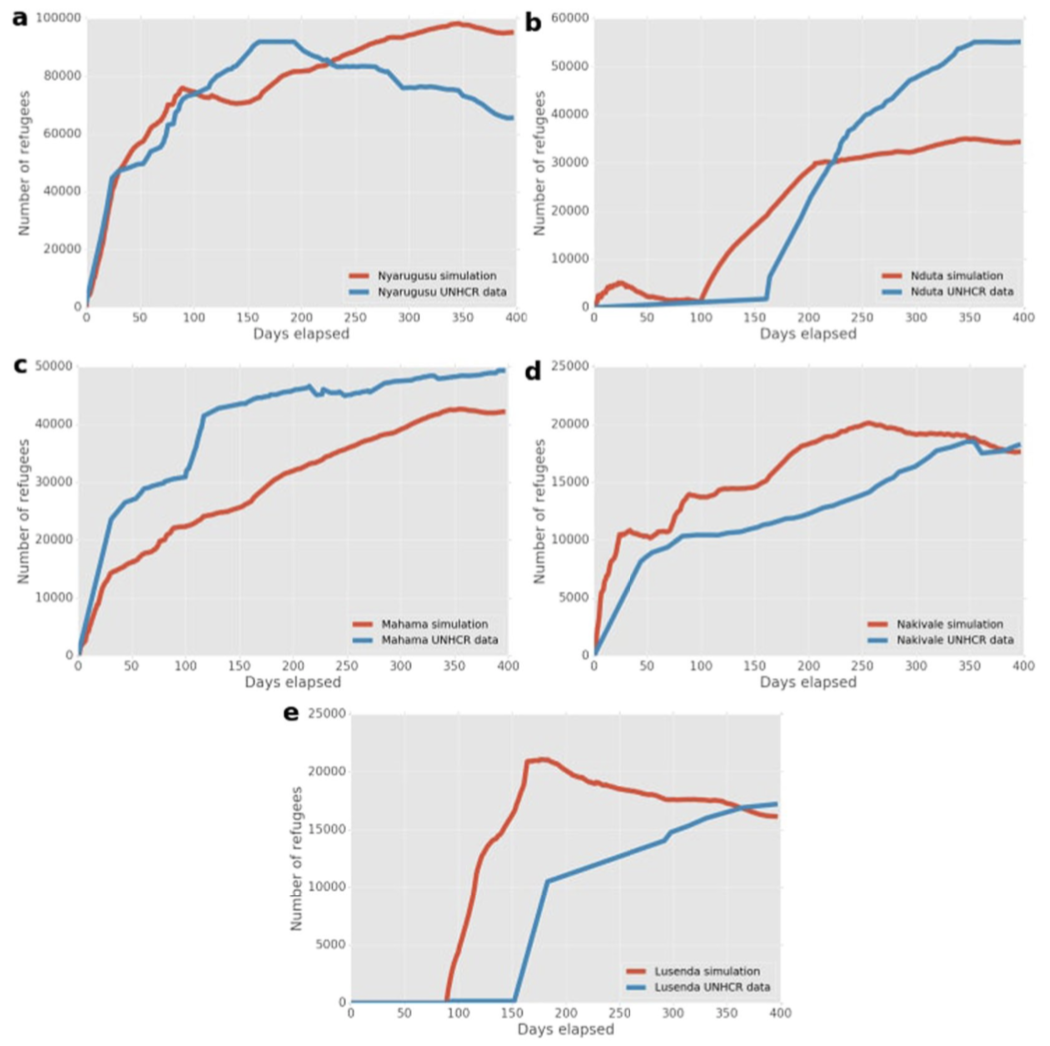 a
100000
80000
60000
40000
20000
0
0 50 100 150 200 250 300 350 400
Number of refugees
Days elapsed
Nyarugusu simulation
Nyarugusu UNHCR data
b
60000
50000
40000
30000
20000
10000
0
0 50 100 150 200 250 300 350 400
Number of refugees
Days elapsed
Nduta simulation
Nduta UNHCR data
c
50000
40000
30000
20000
10000
0
0 50 100 150 200 250 300 350 400
Number of refugees
Days elapsed
Mahama simulation
Mahama UNHCR data
d
25000
20000
15000
10000
5000
0
0 50 100 150 200 250 300 350 400
Number of refugees
Days elapsed
Nakivale simulation
Nakivale UNHCR data
e
25000
20000
15000
10000
5000
0
0 50 100 150 200 250 300 350 400
Number of refugees
Days elapsed
Lusenda simulation
Lusenda UNHCR data